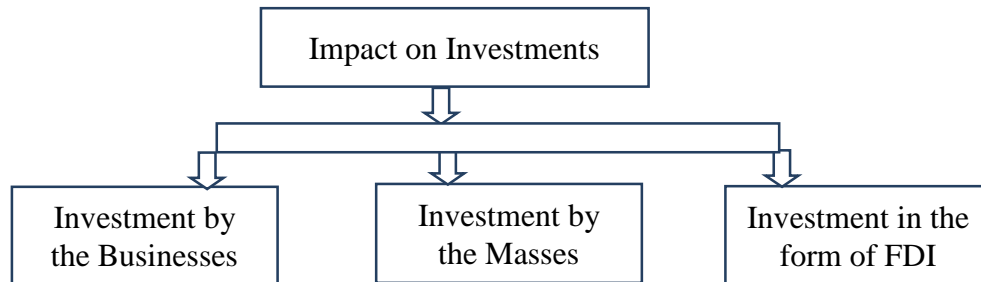 Impact on Investments
Investment by
the Businesses
Investment by
the Masses
Investment in the
form of FDI